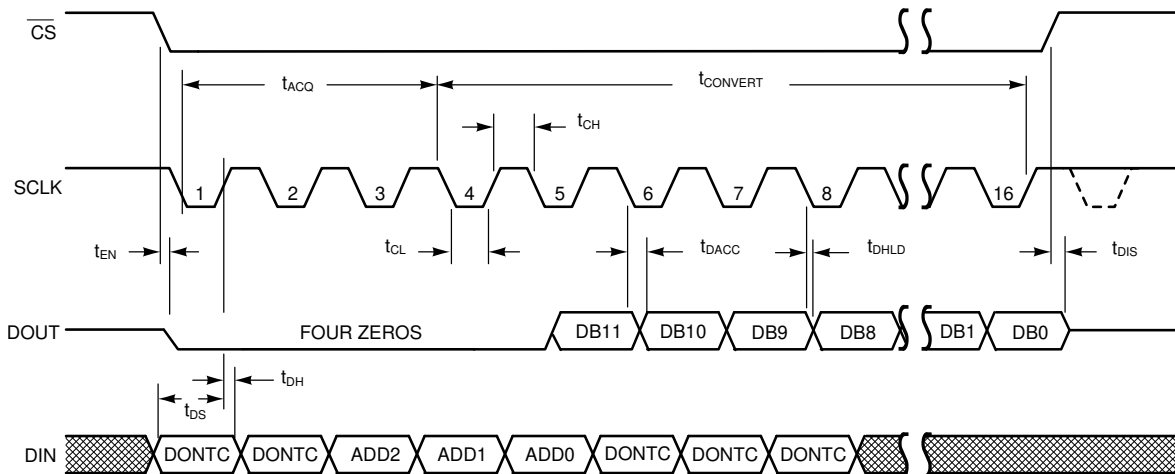 CS
tACQ
tCONVERT
tCH
SCLK
1 2 3 4 5 6 7 8 16
tEN
tCL
tDACC
tDHLD
tDIS
DOUT
FOUR ZEROS
DB11 DB10 DB9 DB8 DB1 DB0
tDH
tDS
DIN
DONTC DONTC ADD2 ADD1 ADD0 DONTC DONTC DONTC